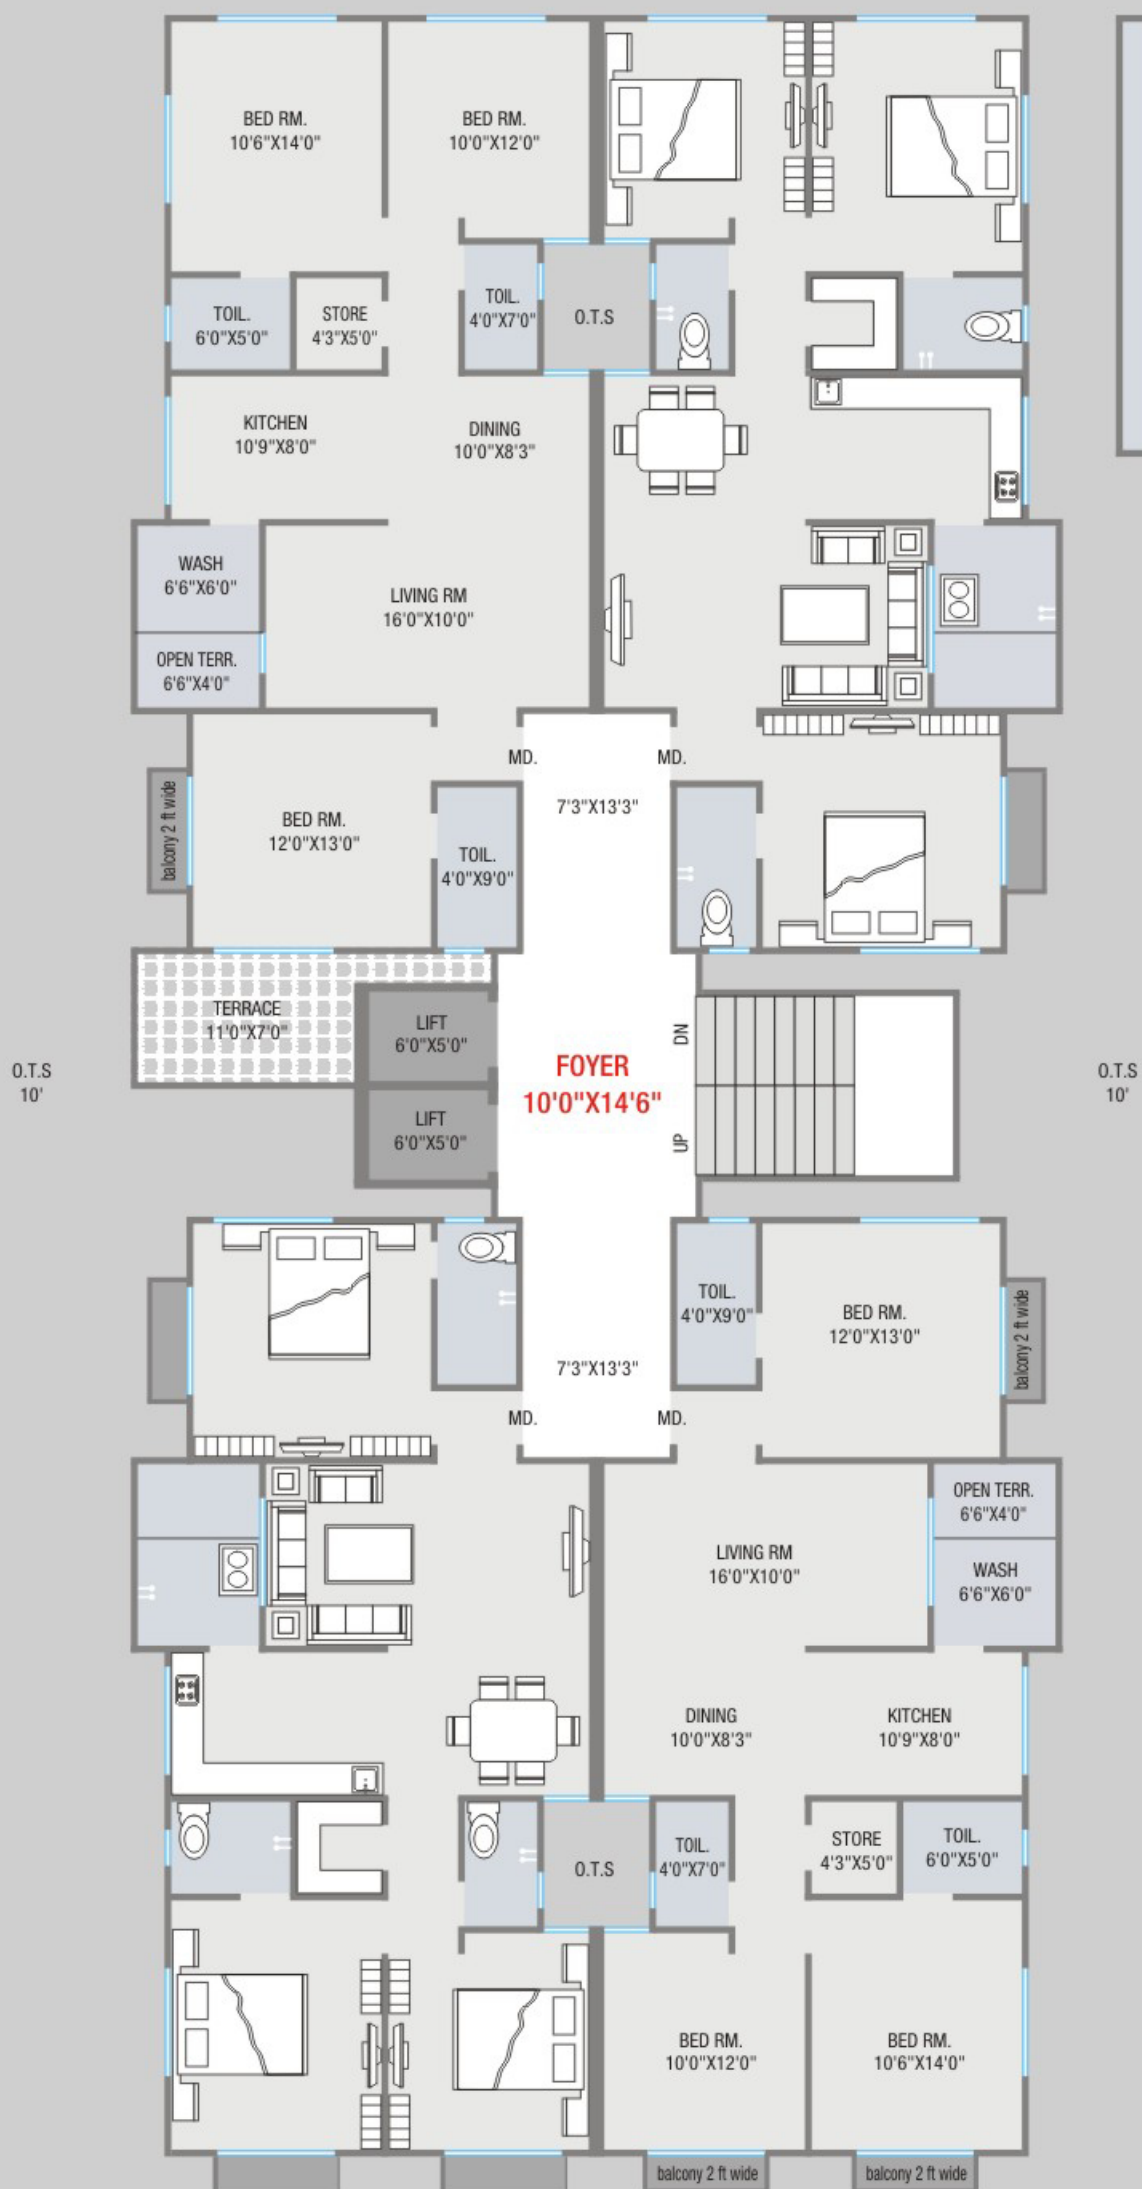 BED RM.
10'6"X14'0"
BED RM.
10'0"X12'0"
TOIL.
6'0"X5'0"
STORE
4'3"X5'0"
TOIL.
4'0"X7'0"
O.T.S
KITCHEN
10'9"X8'0"
DINING
10'0"X8'3"
WASH
6'6"X6'0"
LIVING RM
16'0"X10'0"
OPEN TERR.
6'6"X4'0"
MD.
MD.
7'3"X13'3"
balcony 2 ft wide
BED RM.
12'0"X13'0"
TOIL.
4'0"X9'0"
TERRACE
11'0"X7'0"
LIFT
6'0"X5'0"
DN
FOYER
10'0"X14'6"
O.T.S
10'
O.T.S
10'
LIFT
6'0"X5'0"
UP
TOIL.
4'0"X9'0"
BED RM.
12'0"X13'0"
balcony 2 ft wide
7'3"X13'3"
MD.
MD.
OPEN TERR.
6'6"X4'0"
LIVING RM
16'0"X10'0"
WASH
6'6"X6'0"
DINING
10'0"X8'3"
KITCHEN
10'9"X8'0"
O.T.S
TOIL.
4'0"X7'0"
STORE
4'3"X5'0"
TOIL.
6'0"X5'0"
BED RM.
10'0"X12'0"
BED RM.
10'6"X14'0"
balcony 2 ft wide
balcony 2 ft wide